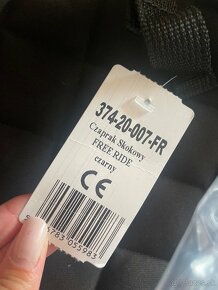 374-20-007-FR
Czaprak Skokowy
FREE RIDE
czarny
CE